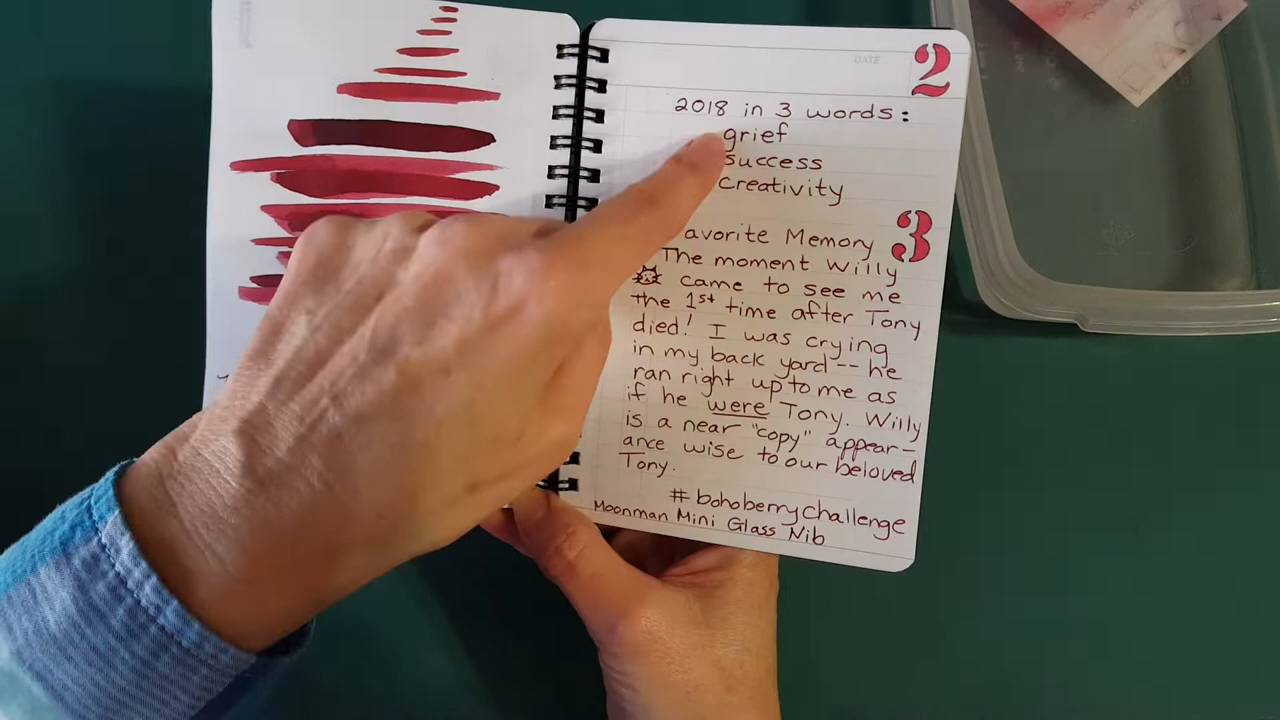 DATE
2
2018 in 3 words:
grief
success
creativity
3
avorite Memory
The moment Willy
came to see me
the 1st time after Tony
died! I was crying
in my back yard -- he
ran right up to me as
if he were Tony. Willy
is a near "copy" appear-
ance wise to our beloved
Tony.
#bohoberrychallenge
Moonman Mini Glass Nib